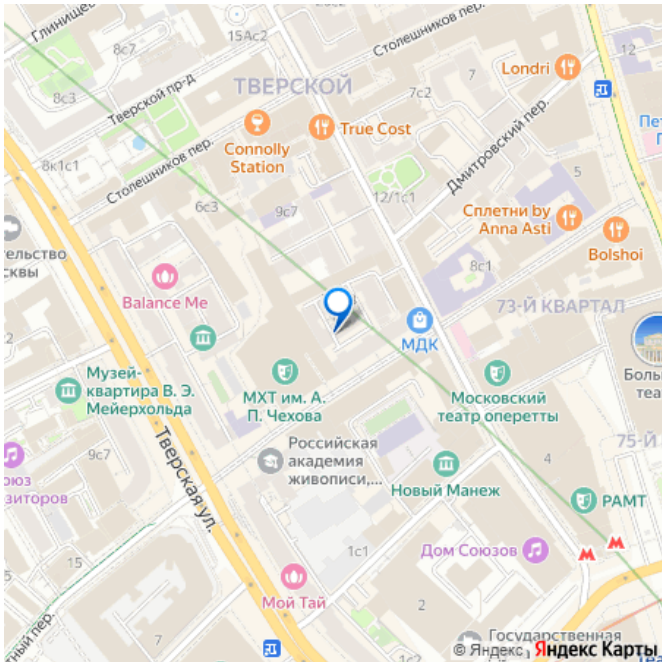 Глинищев
8с7
15Ас2
Столешников пер.
12
Londri
8с3
Тверской пр-д
ТВЕРСКОЙ
7с2
Connolly
Station
True Cost
Дмитровский пер.
8к1с1
Столешников пер.
6с3
9с7
12/1с1
5
Сплетни by
Anna Asti
Bolshoi
Balance Me
8с1
73-Й КВАРТАЛ
МДК
Музей-
квартира В. Э.
Мейерхольда
МХТ им. А.
П. Чехова
Московский
театр оперетты
75-Й
Тверская ул.
9с7
Российская
академия
живописи,...
Новый Манеж
4
РАМТ
1с1
Дом Союзов
15
Мой Тай
2
7
2
Государственная
© Яндекс
Яндекс Карты